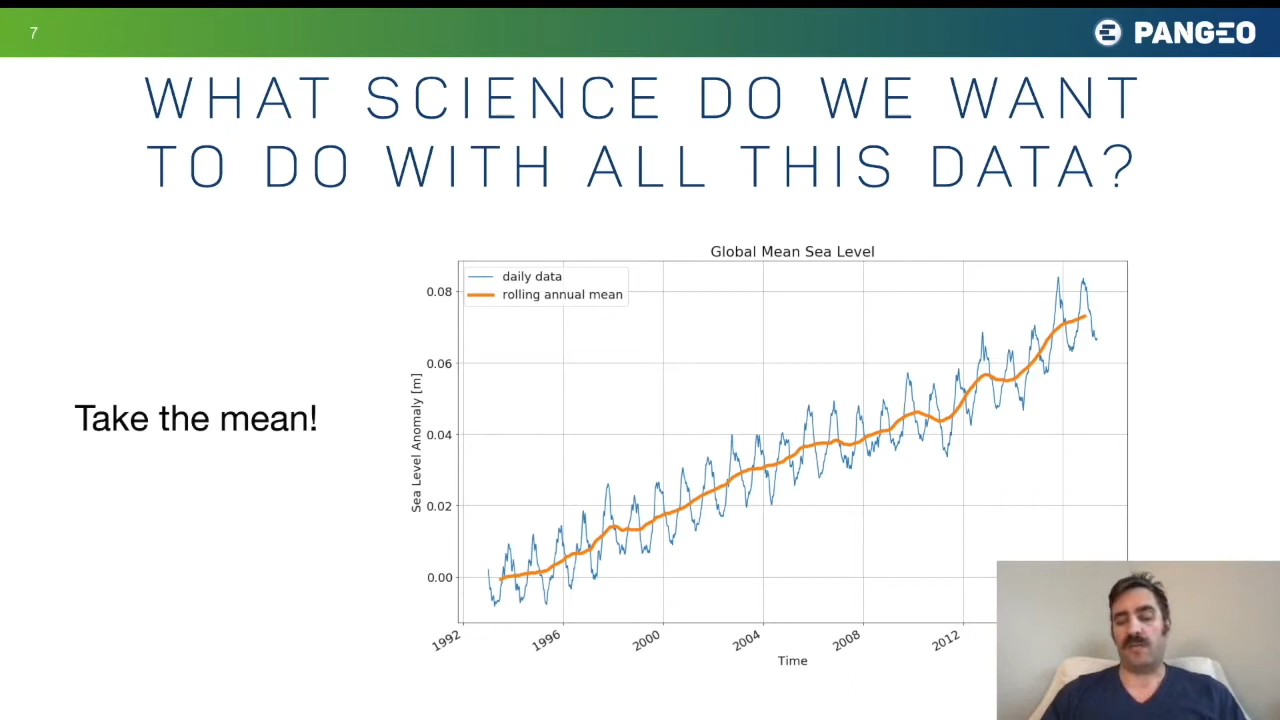 7
PANGEO
WHAT SCIENCE DO WE WANT
TO DO WITH ALL THIS DATA?
Take the mean!
Global Mean Sea Level
daily data
rolling annual mean
Sea Level Anomaly [m]
0.08
0.06
0.04
0.02
0.00
1992
1996
2000
2004
2008
2012
Time